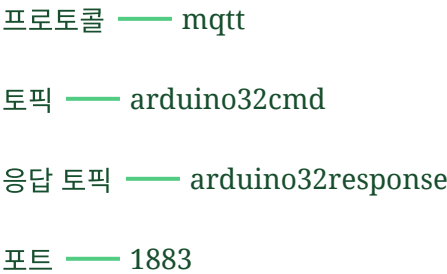 프로토콜 — mqtt
토픽 — arduino32cmd
응답 토픽 — arduino32response
포트 — 1883